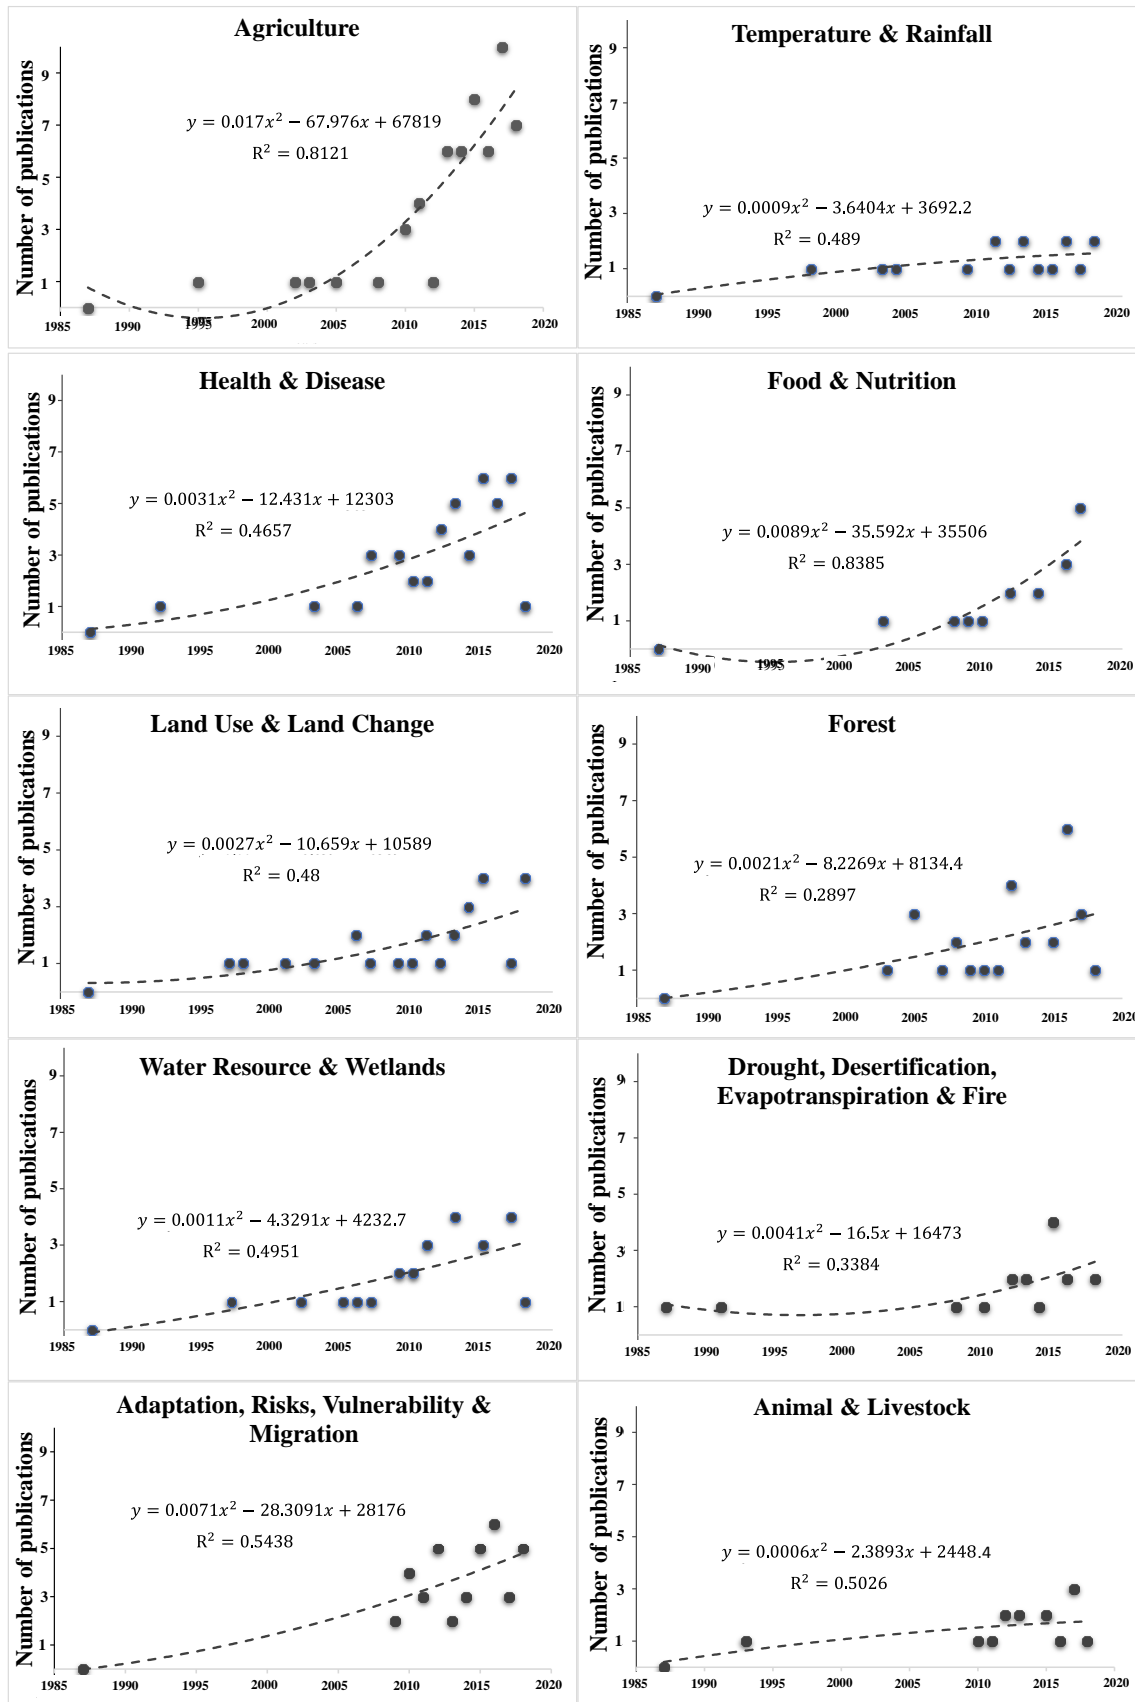 Agriculture
Number of publications
9
7
5
3
1
y = 0.017x² − 67.976x + 67819
R² = 0.8121
1985 1990 1995 2000 2005 2010 2015 2020
Temperature & Rainfall
Number of publications
9
7
5
3
1
y = 0.0009x² − 3.6404x + 3692.2
R² = 0.489
1985 1990 1995 2000 2005 2010 2015 2020
Health & Disease
Number of publications
9
7
5
3
1
y = 0.0031x² − 12.431x + 12303
R² = 0.4657
1985 1990 1995 2000 2005 2010 2015 2020
Food & Nutrition
Number of publications
9
7
5
3
1
y = 0.0089x² − 35.592x + 35506
R² = 0.8385
1985 1990 1995 2000 2005 2010 2015 2020
Land Use & Land Change
Number of publications
9
7
5
3
1
y = 0.0027x² − 10.659x + 10589
R² = 0.48
1985 1990 1995 2000 2005 2010 2015 2020
Forest
Number of publications
9
7
5
3
1
y = 0.0021x² − 8.2269x + 8134.4
R² = 0.2897
1985 1990 1995 2000 2005 2010 2015 2020
Water Resource & Wetlands
Number of publications
9
7
5
3
1
y = 0.0011x² − 4.3291x + 4232.7
R² = 0.4951
1985 1990 1995 2000 2005 2010 2015 2020
Drought, Desertification,
Evapotranspiration & Fire
Number of publications
9
7
5
3
1
y = 0.0041x² − 16.5x + 16473
R² = 0.3384
1985 1990 1995 2000 2005 2010 2015 2020
Adaptation, Risks, Vulnerability &
Migration
Number of publications
9
7
5
3
1
y = 0.0071x² − 28.3091x + 28176
R² = 0.5438
1985 1990 1995 2000 2005 2010 2015 2020
Animal & Livestock
Number of publications
9
7
5
3
1
y = 0.0006x² − 2.3893x + 2448.4
R² = 0.5026
1985 1990 1995 2000 2005 2010 2015 2020